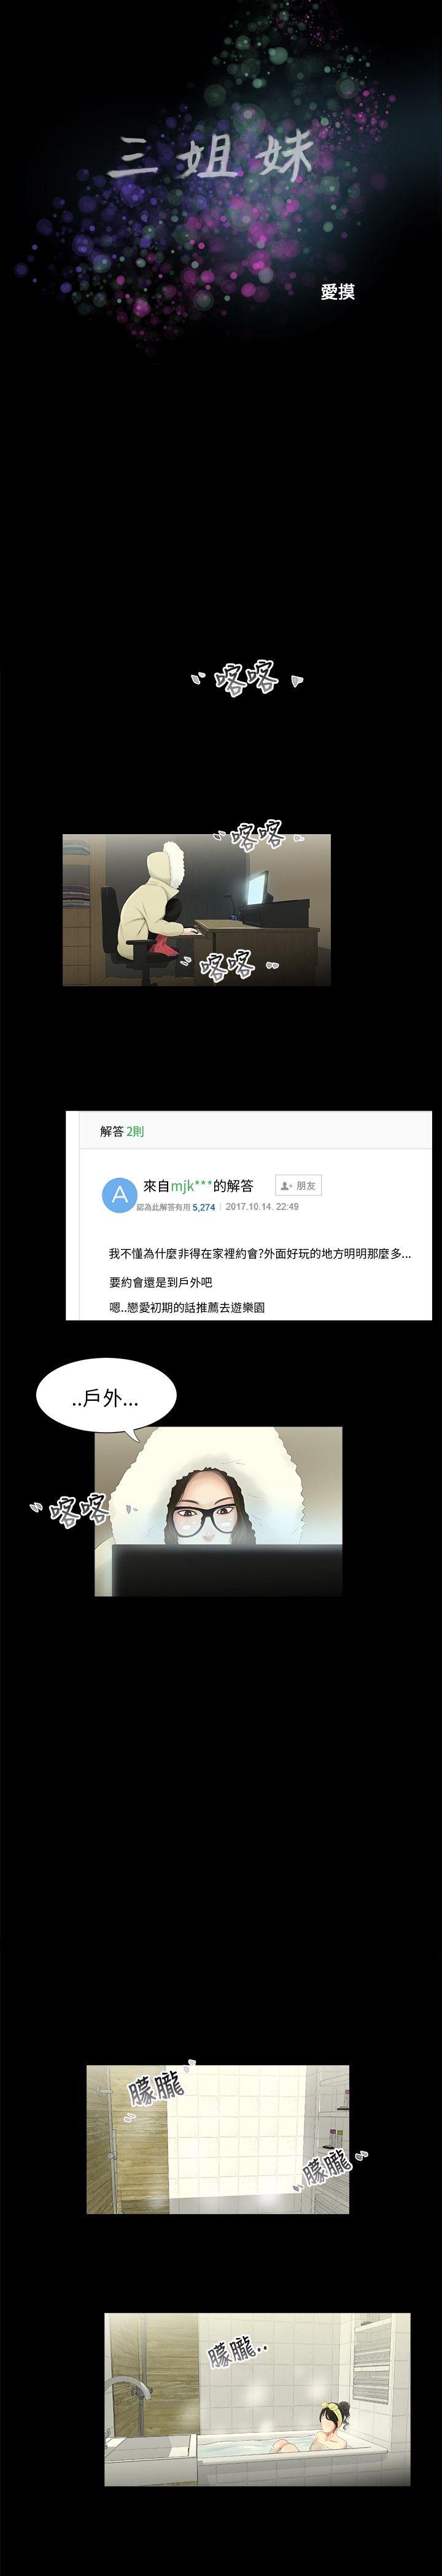 三姐妹
愛摸
喀喀
喀喀
喀喀
解答 2則
A
來自mjk***的解答
朋友
認為此解答有用 5,274 | 2017.10.14. 22:49
我不懂為什麼非得在家裡約會?外面好玩的地方明明那麼多...
要約會還是到戶外吧
嗯..戀愛初期的話推薦去遊樂園
..戶外...
喀喀
朦朧
朦朧
朦朧..